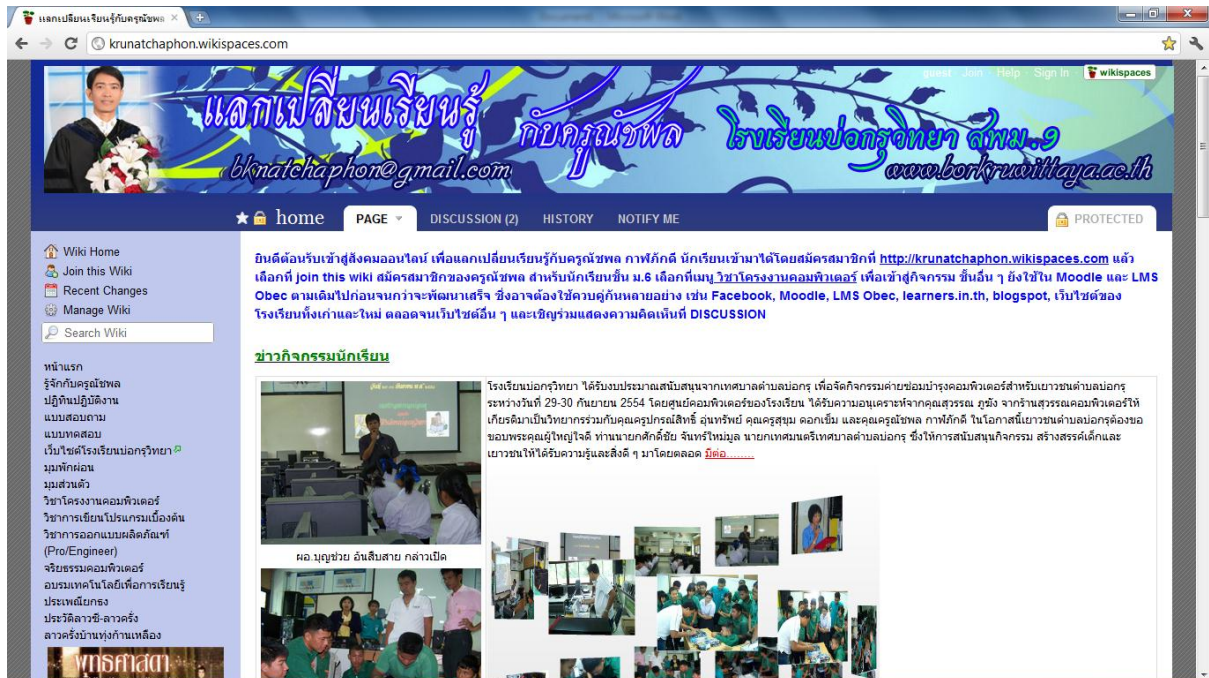 แลกเปลี่ยนเรียนรู้กับครูณัชพล
krunatchaphon.wikispaces.com
guest · Join · Help · Sign In · wikispaces
แลกเปลี่ยนเรียนรู้ กับครูณัชพล โรงเรียนบ่อกรุวิทยา สพม.9
bknatchaphon@gmail.com www.borkruwittaya.ac.th
home PAGE DISCUSSION (2) HISTORY NOTIFY ME PROTECTED
Wiki Home
Join this Wiki
Recent Changes
Manage Wiki
Search Wiki
หน้าแรก
รู้จักกับครูณัชพล
ปฏิทินปฏิบัติงาน
แบบสอบถาม
แบบทดสอบ
เว็บไซต์โรงเรียนบ่อกรุวิทยา
มุมพักผ่อน
มุมส่วนตัว
วิชาโครงงานคอมพิวเตอร์
วิชาการเขียนโปรแกรมเบื้องต้น
วิชาการออกแบบผลิตภัณฑ์
(Pro/Engineer)
จริยธรรมคอมพิวเตอร์
อบรมเทคโนโลยีเพื่อการเรียนรู้
ประเพณียกธง
ประวัติลาวซี-ลาวครั่ง
ลาวครั่งบ้านทุ่งก้านเหลือง
พุทธศาสดา
ยินดีต้อนรับเข้าสู่สังคมออนไลน์ เพื่อแลกเปลี่ยนเรียนรู้กับครูณัชพล กาฬภักดี นักเรียนเข้ามาได้โดยสมัครสมาชิกที่ http://krunatchaphon.wikispaces.com แล้ว
เลือกที่ join this wiki สมัครสมาชิกของครูณัชพล สำหรับนักเรียนชั้น ม.6 เลือกที่เมนู วิชาโครงงานคอมพิวเตอร์ เพื่อเข้าสู่กิจกรรม ชั้นอื่น ๆ ยังใช้ใน Moodle และ LMS
Obec ตามเดิมไปก่อนจนกว่าจะพัฒนาเสร็จ ซึ่งอาจต้องใช้ควบคู่กันหลายอย่าง เช่น Facebook, Moodle, LMS Obec, learners.in.th, blogspot, เว็บไซต์ของ
โรงเรียนทั้งเก่าและใหม่ ตลอดจนเว็บไซต์อื่น ๆ และเชิญร่วมแสดงความคิดเห็นที่ DISCUSSION
ข่าวกิจกรรมนักเรียน
โรงเรียนบ่อกรุวิทยา ได้รับงบประมาณสนับสนุนจากเทศบาลตำบลบ่อกรุ เพื่อจัดกิจกรรมค่ายซ่อมบำรุงคอมพิวเตอร์สำหรับเยาวชนตำบลบ่อกรุ
ระหว่างวันที่ 29-30 กันยายน 2554 โดยศูนย์คอมพิวเตอร์ของโรงเรียน ได้รับความอนุเคราะห์จากคุณสุวรรณ ภูฆัง จากร้านสุวรรณคอมพิวเตอร์ให้
เกียรติมาเป็นวิทยากรร่วมกับคุณครูปกรณ์สิทธิ์ อุ่นทรัพย์ คุณครูสุขุม ดอกเข็ม และคุณครูณัชพล กาฬภักดี ในโอกาสนี้เยาวชนตำบลบ่อกรุต้องขอ
ขอบพระคุณผู้ใหญ่ใจดี ท่านนายกศักดิ์ชัย จันทร์ใหม่มูล นายกเทศมนตรีเทศบาลตำบลบ่อกรุ ซึ่งให้การสนับสนุนกิจกรรม สร้างสรรค์เด็กและ
เยาวชนให้ได้รับความรู้และสิ่งดี ๆ มาโดยตลอด มีต่อ........
ผอ.บุญช่วย อ้นสืบสาย กล่าวเปิด